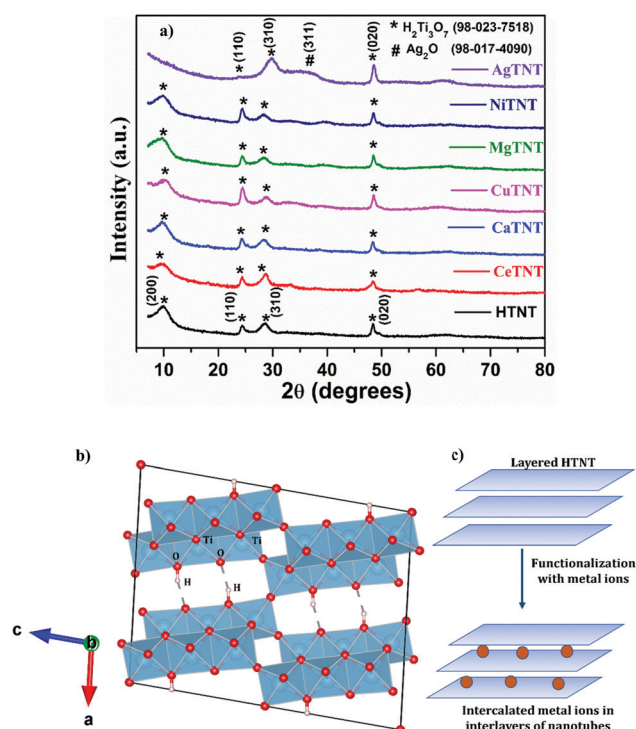 a)
* H2Ti3O7 (98-023-7518)
# Ag2O (98-017-4090)
(110)
(310)
(311)
(020)
AgTNT
NiTNT
MgTNT
CuTNT
CaTNT
CeTNT
(200)
(110)
(310)
(020)
HTNT
Intensity (a.u.)
10 20 30 40 50 60 70 80
2θ (degrees)
b)
Ti Ti
O O
H H
c
b
a
c)
Layered HTNT
Functionalization
with metal ions
Intercalated metal ions in
interlayers of nanotubes